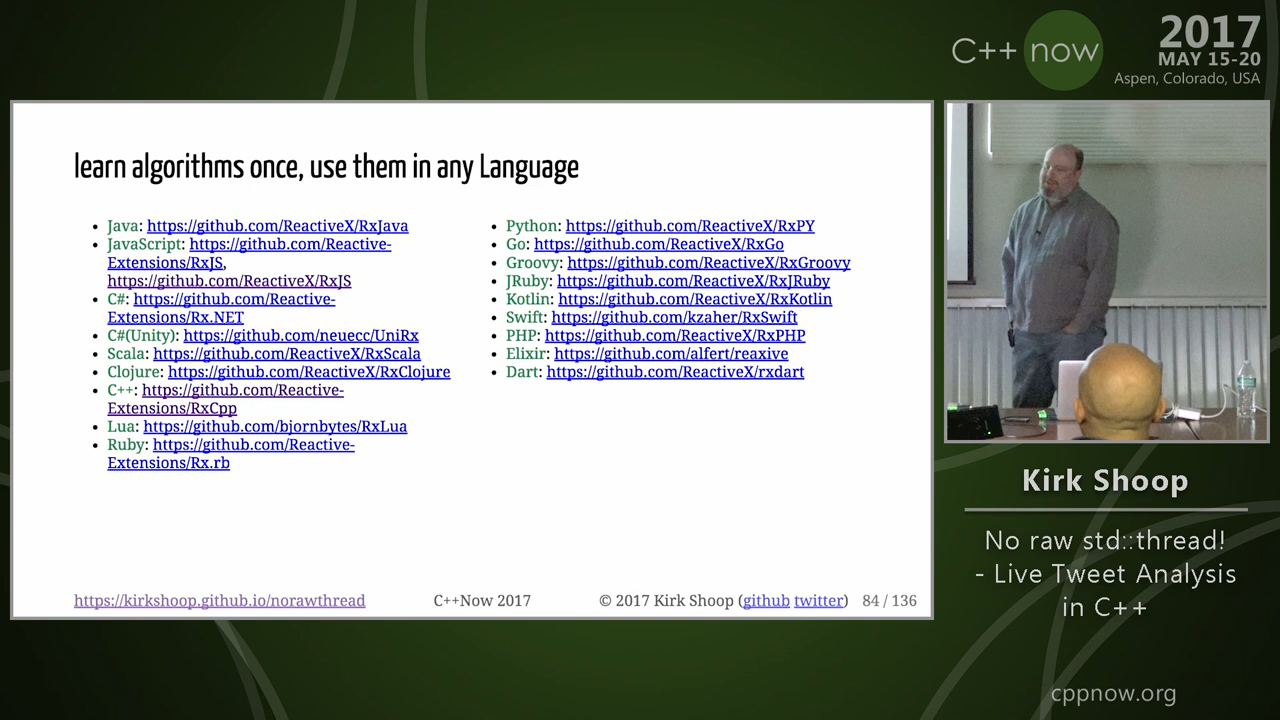 C++ now
2017
MAY 15-20
Aspen, Colorado, USA
learn algorithms once, use them in any Language
• Java: https://github.com/ReactiveX/RxJava
• JavaScript: https://github.com/Reactive-
Extensions/RxJS,
https://github.com/ReactiveX/RxJS
• C#: https://github.com/Reactive-
Extensions/Rx.NET
• C#(Unity): https://github.com/neuecc/UniRx
• Scala: https://github.com/ReactiveX/RxScala
• Clojure: https://github.com/ReactiveX/RxClojure
• C++: https://github.com/Reactive-
Extensions/RxCpp
• Lua: https://github.com/bjornbytes/RxLua
• Ruby: https://github.com/Reactive-
Extensions/Rx.rb
• Python: https://github.com/ReactiveX/RxPY
• Go: https://github.com/ReactiveX/RxGo
• Groovy: https://github.com/ReactiveX/RxGroovy
• JRuby: https://github.com/ReactiveX/RxJRuby
• Kotlin: https://github.com/ReactiveX/RxKotlin
• Swift: https://github.com/kzaher/RxSwift
• PHP: https://github.com/ReactiveX/RxPHP
• Elixir: https://github.com/alfert/reaxive
• Dart: https://github.com/ReactiveX/rxdart
https://kirkshoop.github.io/norawthread C++Now 2017 © 2017 Kirk Shoop (github twitter) 84 / 136
Kirk Shoop
No raw std::thread!
- Live Tweet Analysis
in C++
cppnow.org